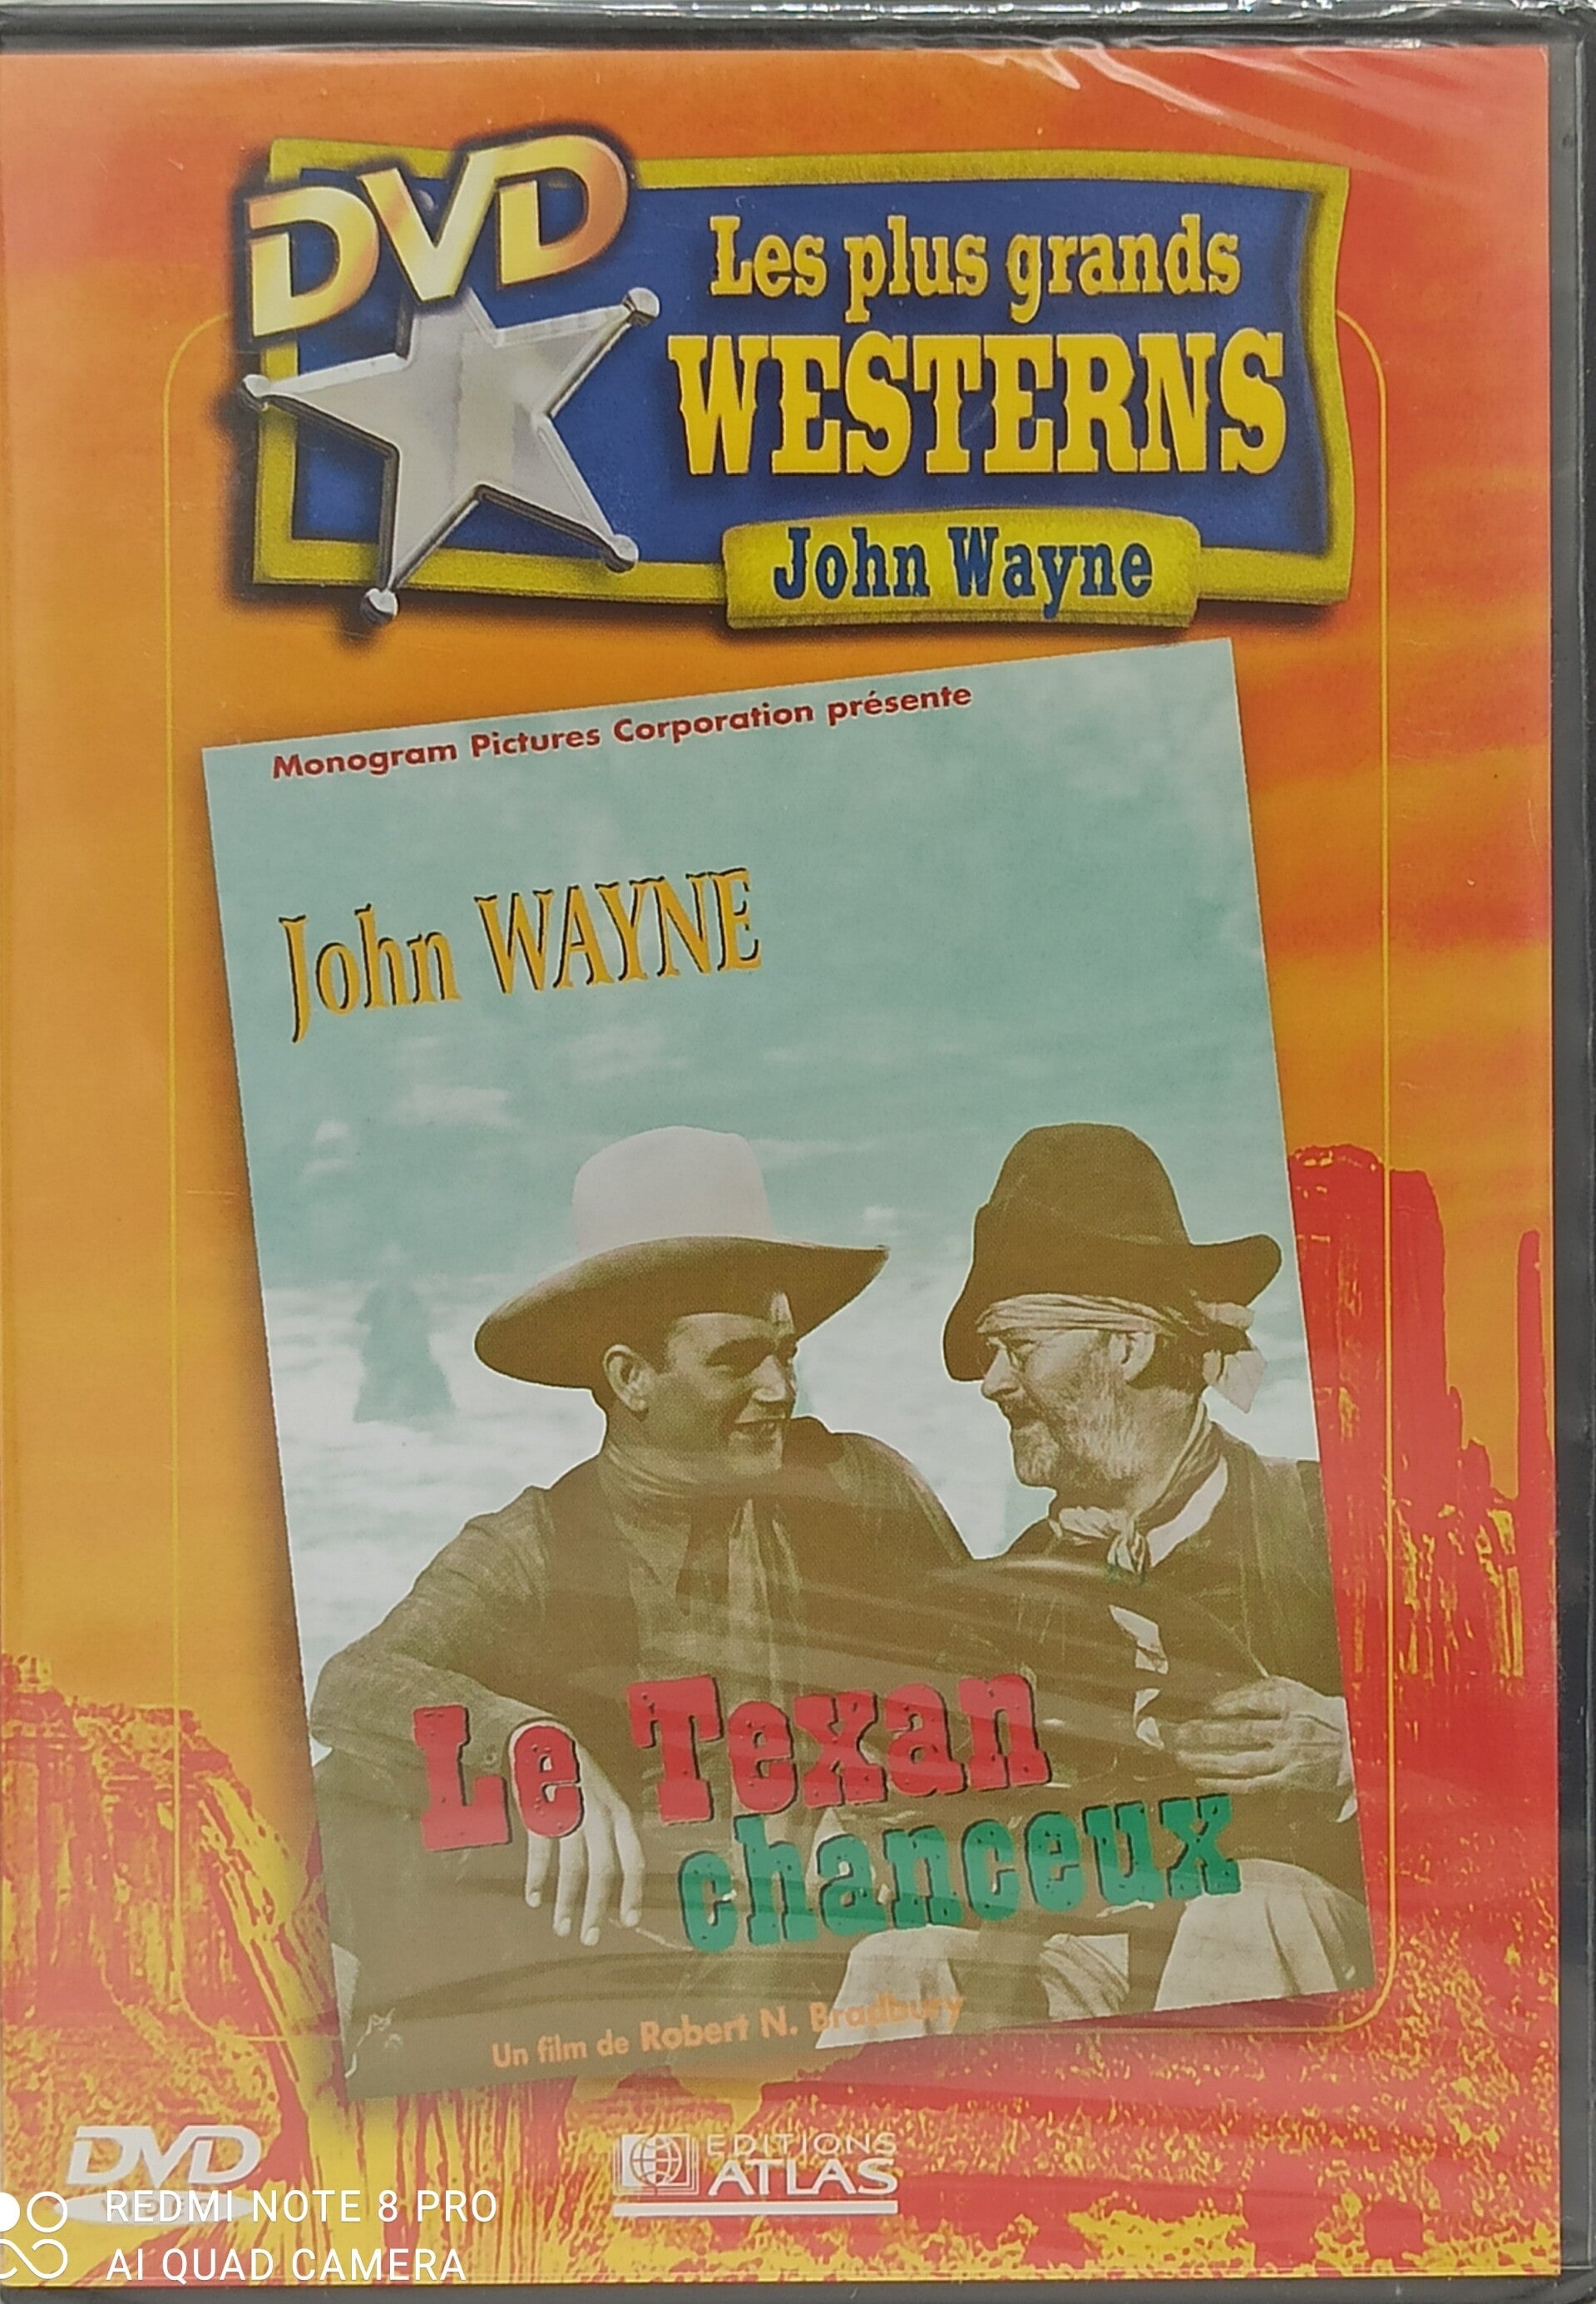 DVD
Les plus grands
WESTERNS
John Wayne
Monogram Pictures Corporation présente
John WAYNE
Le Texan
chanceux
Un film de Robert N. Bradbury
DVD
EDITIONS
ATLAS
REDMI NOTE 8 PRO
AI QUAD CAMERA